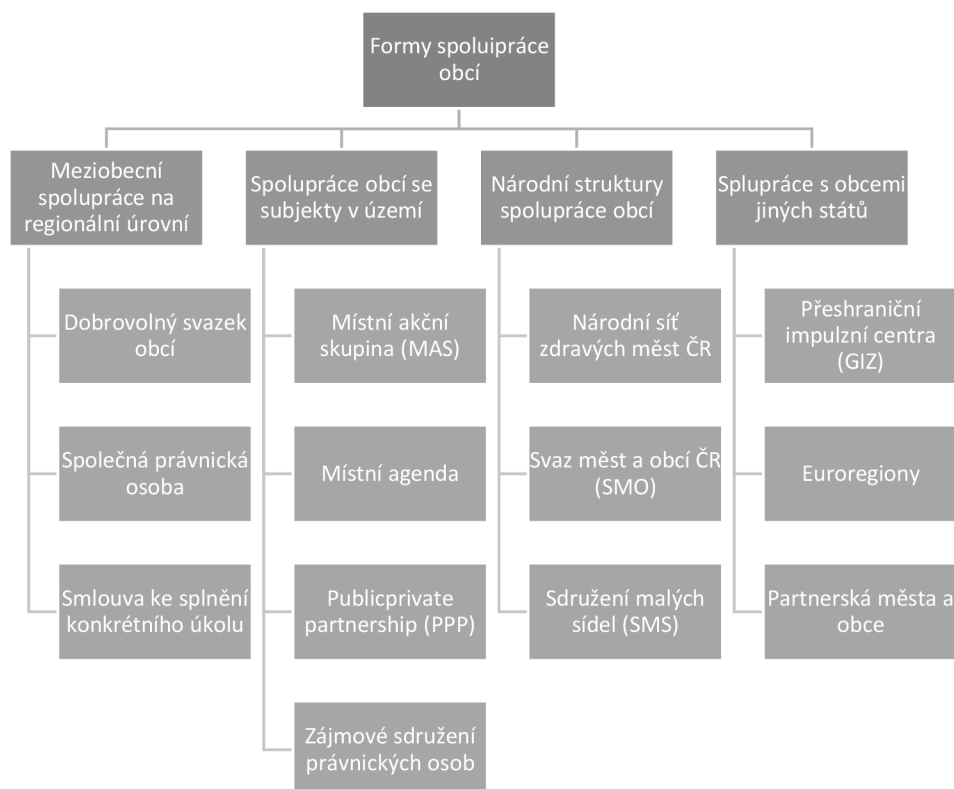 Formy spoluipráce
obcí
Meziobecní
spolupráce na
regionální úrovní
Dobrovolný svazek
obcí
Společná právnická
osoba
Smlouva ke splnění
konkrétního úkolu
Spolupráce obcí se
subjekty v území
Místní akční
skupina (MAS)
Místní agenda
Publicprivate
partnership (PPP)
Zájmové sdružení
právnických osob
Národní struktury
spolupráce obcí
Národní síť
zdravých měst ČR
Svaz měst a obcí ČR
(SMO)
Sdružení malých
sídel (SMS)
Splupráce s obcemi
jiných států
Přeshraniční
impulzní centra
(GIZ)
Euroregiony
Partnerská města a
obce